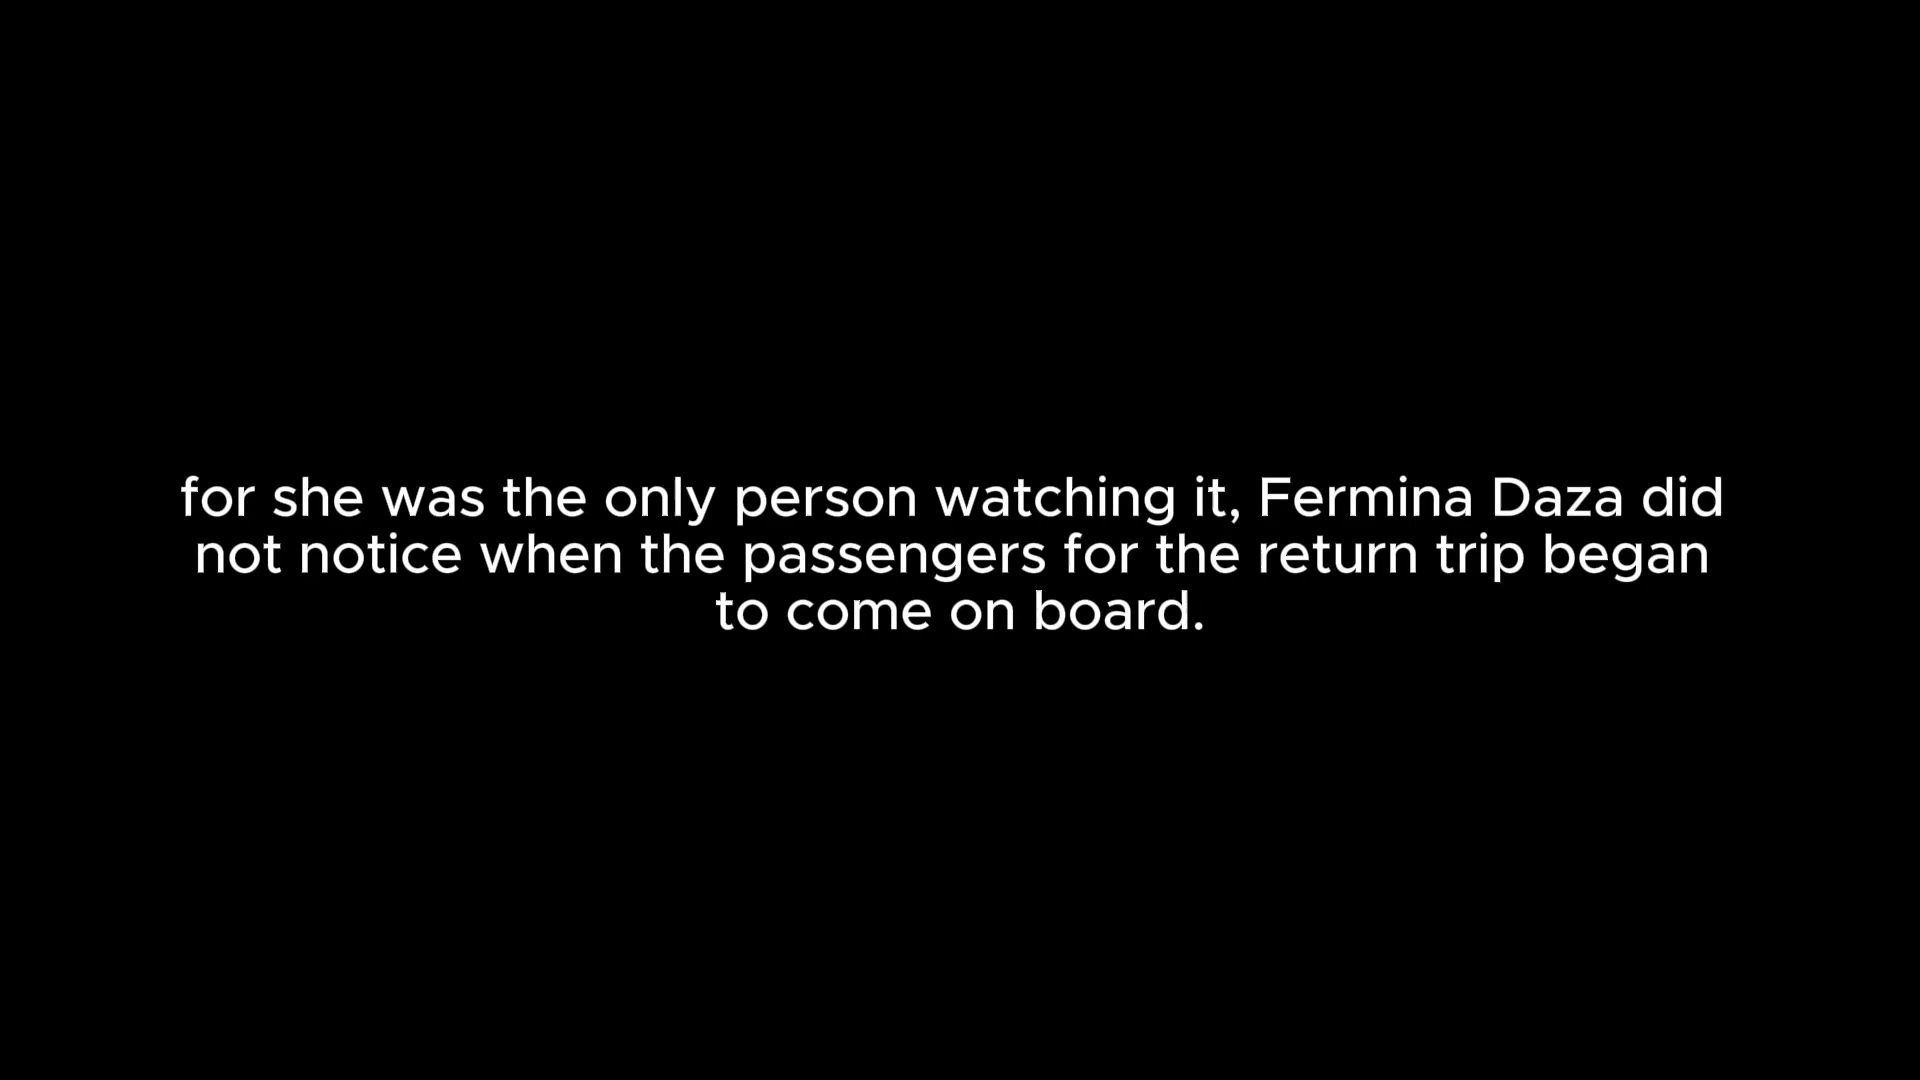 for she was the only person watching it, Fermina Daza did
not notice when the passengers for the return trip began
to come on board.